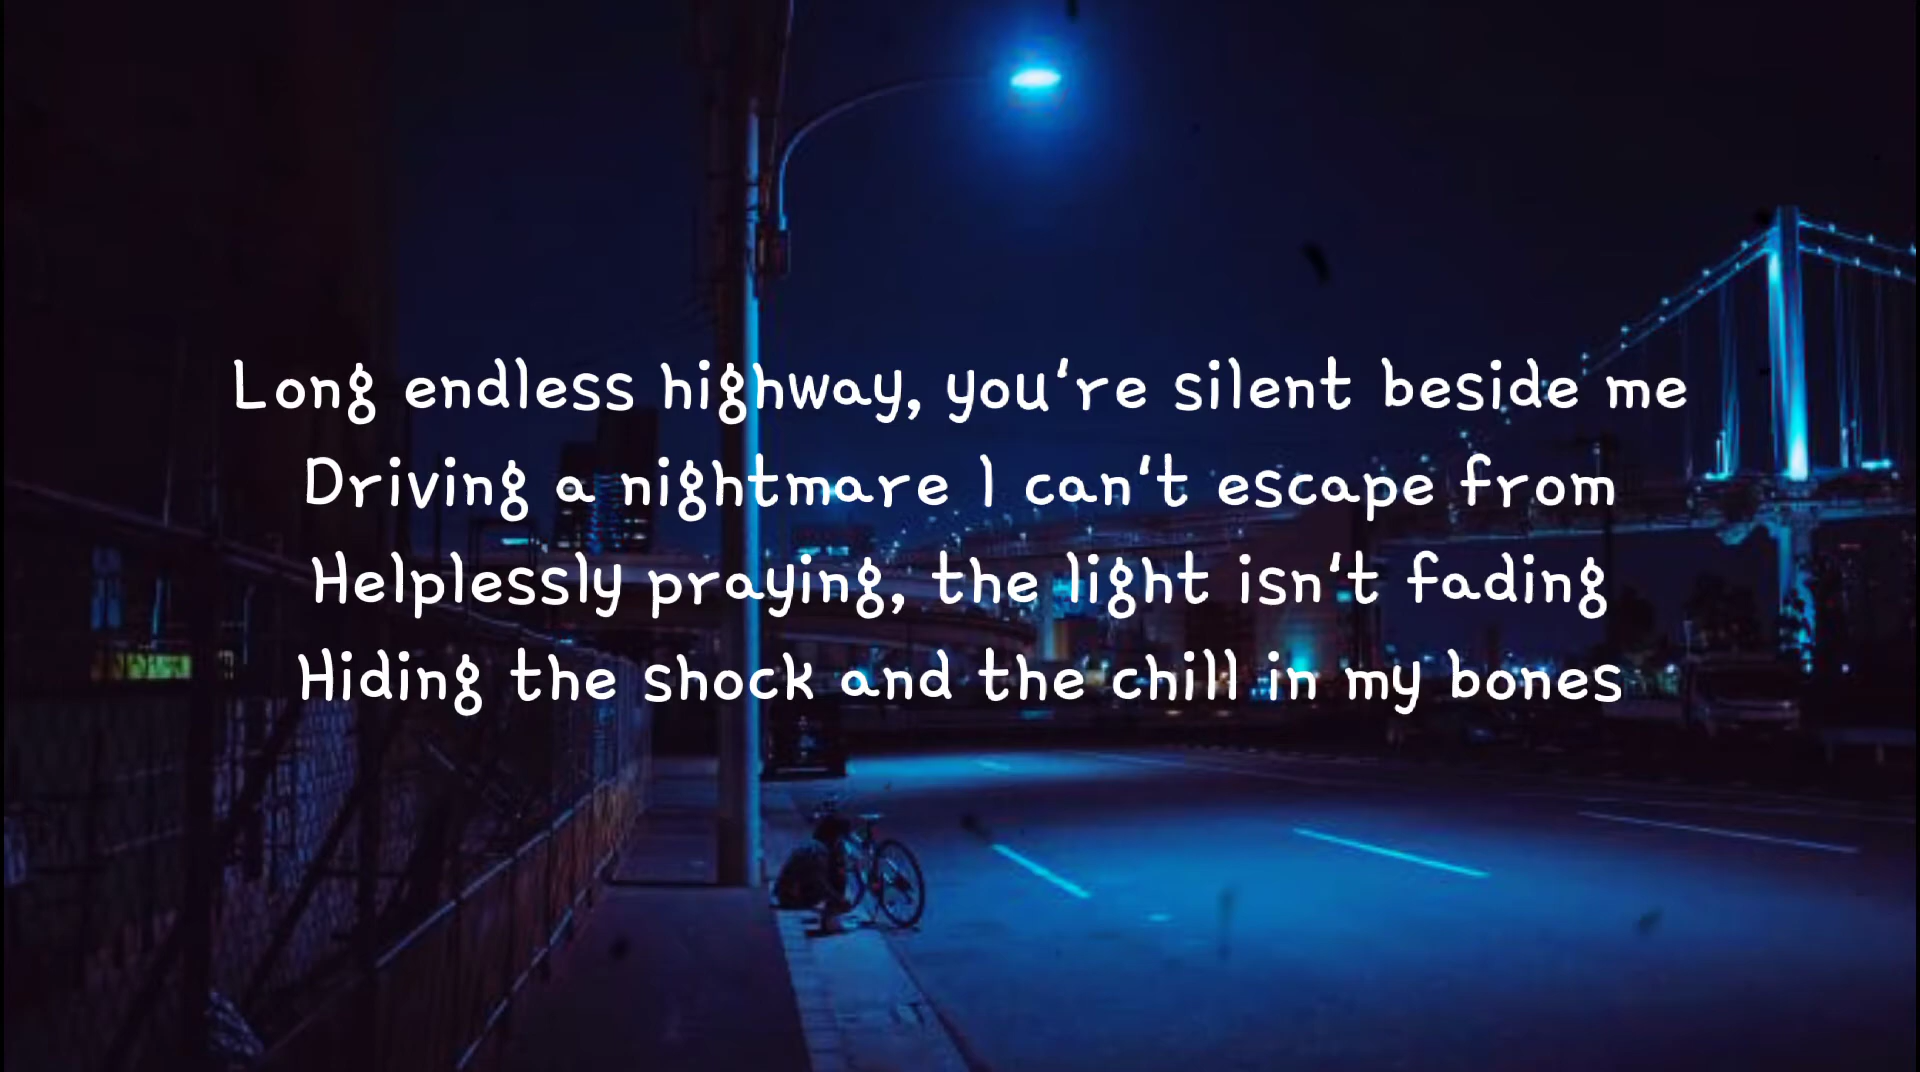 Long endless highway, you're silent beside me
Driving a nightmare I can't escape from
Helplessly praying, the light isn't fading
Hiding the shock and the chill in my bones